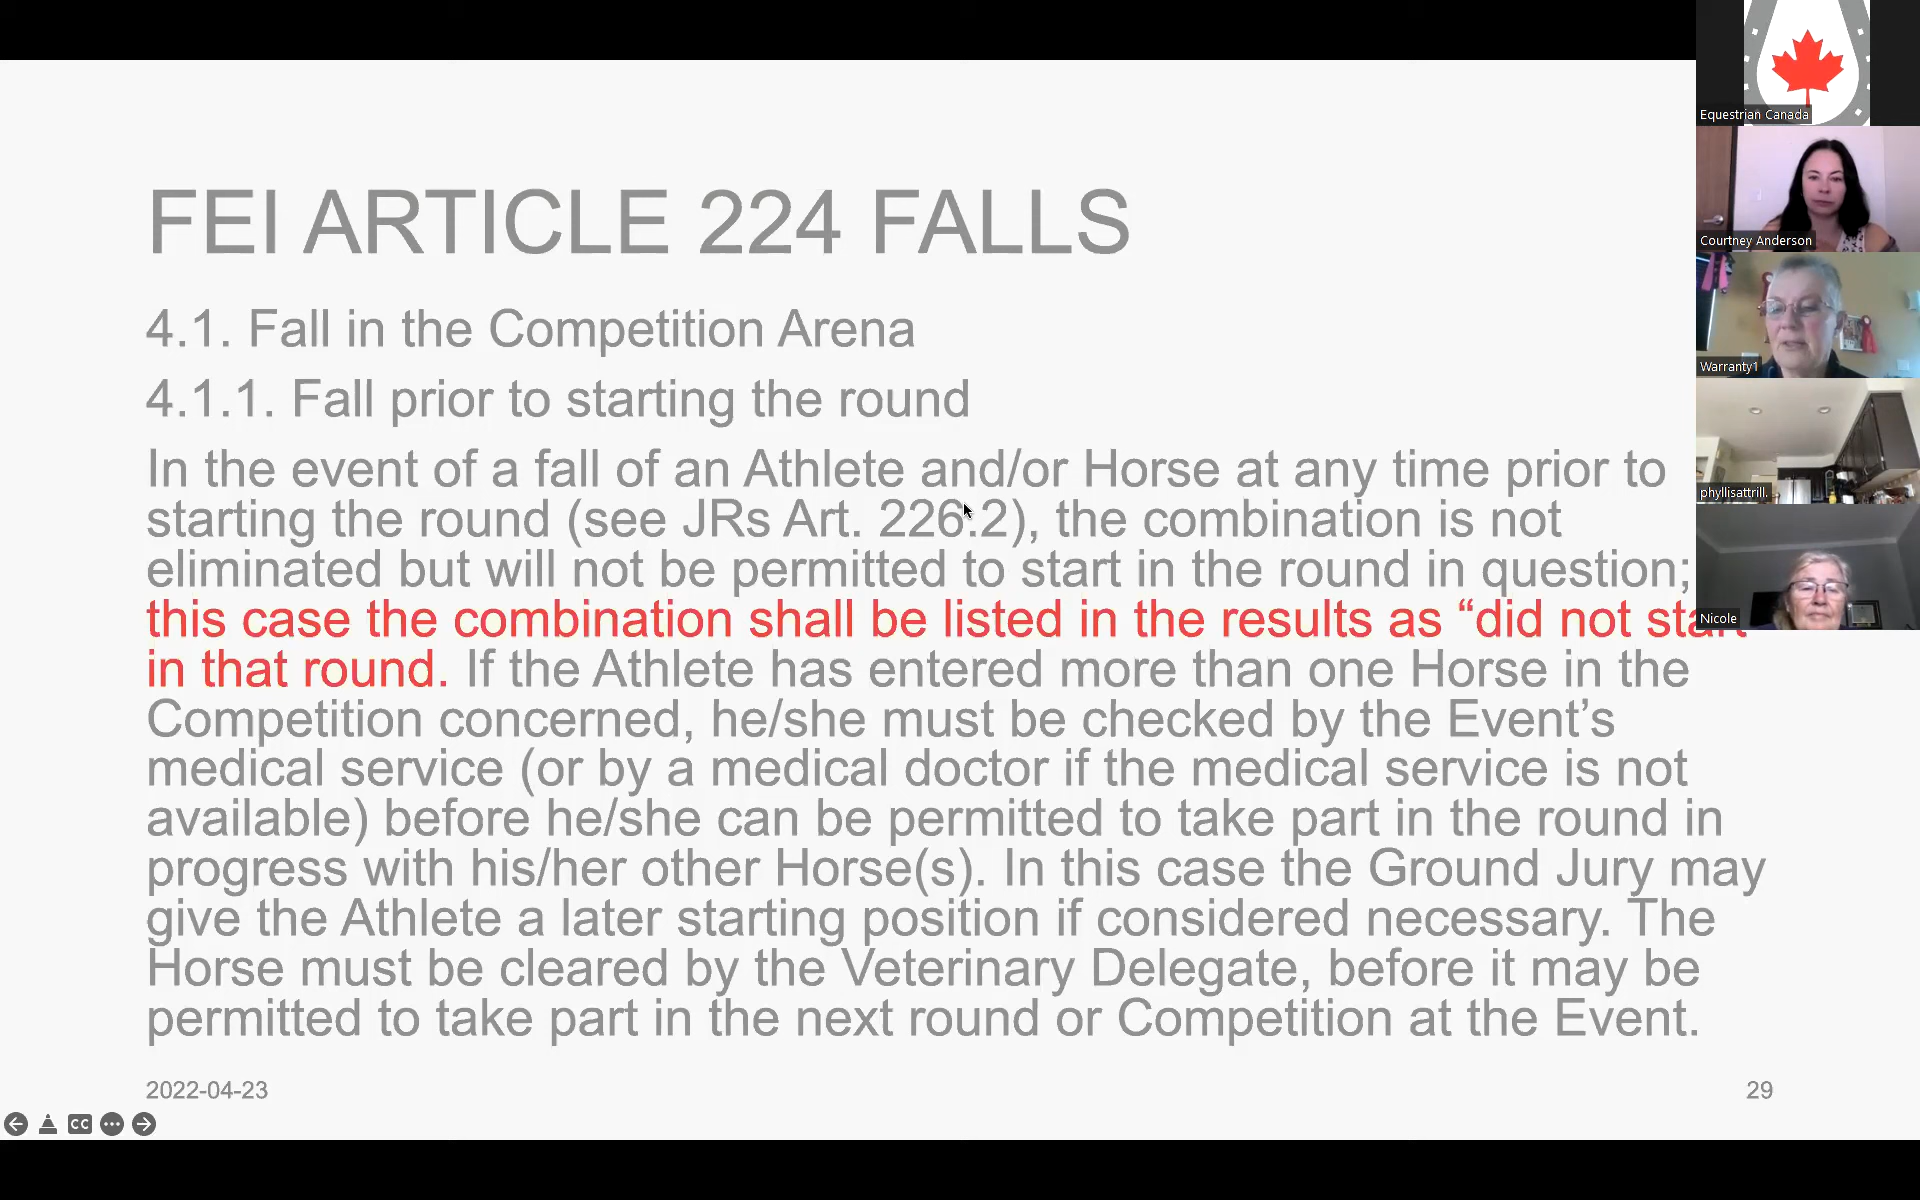 FEI ARTICLE 224 FALLS
4.1. Fall in the Competition Arena
4.1.1. Fall prior to starting the round
In the event of a fall of an Athlete and/or Horse at any time prior to
starting the round (see JRs Art. 226.2), the combination is not
eliminated but will not be permitted to start in the round in question;
this case the combination shall be listed in the results as “did not start”
in that round. If the Athlete has entered more than one Horse in the
Competition concerned, he/she must be checked by the Event’s
medical service (or by a medical doctor if the medical service is not
available) before he/she can be permitted to take part in the round in
progress with his/her other Horse(s). In this case the Ground Jury may
give the Athlete a later starting position if considered necessary. The
Horse must be cleared by the Veterinary Delegate, before it may be
permitted to take part in the next round or Competition at the Event.
2022-04-23
29
CC
Equestrian Canada
Courtney Anderson
Warranty1
phyllisattrill.
Nicole